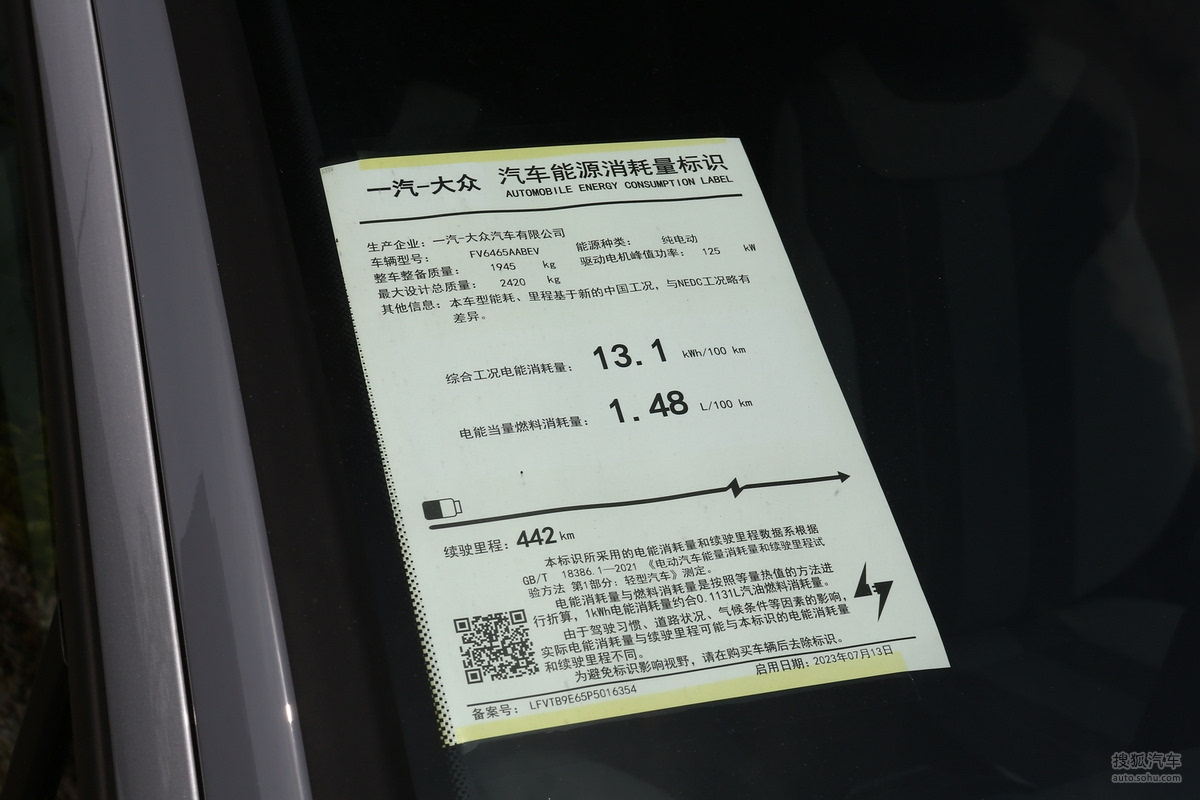 一汽-大众 汽车能源消耗量标识
AUTOMOBILE ENERGY CONSUMPTION LABEL
生产企业：一汽-大众汽车有限公司
车辆型号： FV6465AABEV 能源种类： 纯电动
整车整备质量： 1945 kg 驱动电机峰值功率： 125 kW
最大设计总质量： 2420 kg
其他信息：本车型能耗、里程基于新的中国工况，与NEDC工况略有
差异。
综合工况电能消耗量： 13.1 kWh/100 km
电能当量燃料消耗量： 1.48 L/100 km
续驶里程：442 km
本标识所采用的电能消耗量和续驶里程数据系根据
GB/T 18386.1—2021 《电动汽车能量消耗量和续驶里程试
验方法 第1部分：轻型汽车》测定。
电能消耗量与燃料消耗量是按照等量热值的方法进
行折算，1kWh电能消耗量约合0.1131L汽油燃料消耗量。
由于驾驶习惯、道路状况、气候条件等因素的影响，
实际电能消耗量与续驶里程可能与本标识的电能消耗量
和续驶里程不同。
为避免标识影响视野，请在购买车辆后去除标识。
备案号： LFVTB9E65P5016354 启用日期：2023年07月13日
搜狐汽车
auto.sohu.com